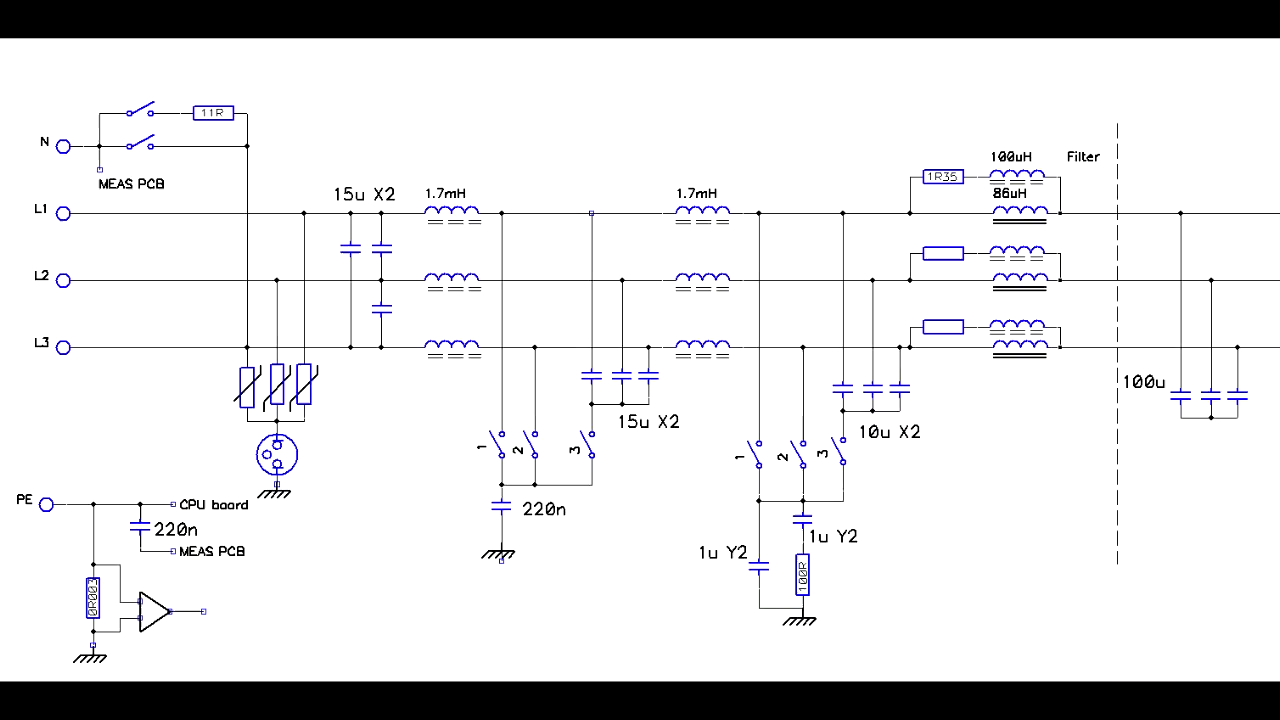 11R
N
MEAS PCB
L1
15u X2
1.7mH
1.7mH
1R35
100uH
Filter
86uH
L2
L3
100u
15u X2
10u X2
1
2
3
1
2
3
PE
CPU board
220n
MEAS PCB
220n
1u Y2
1u Y2
100R
0R003